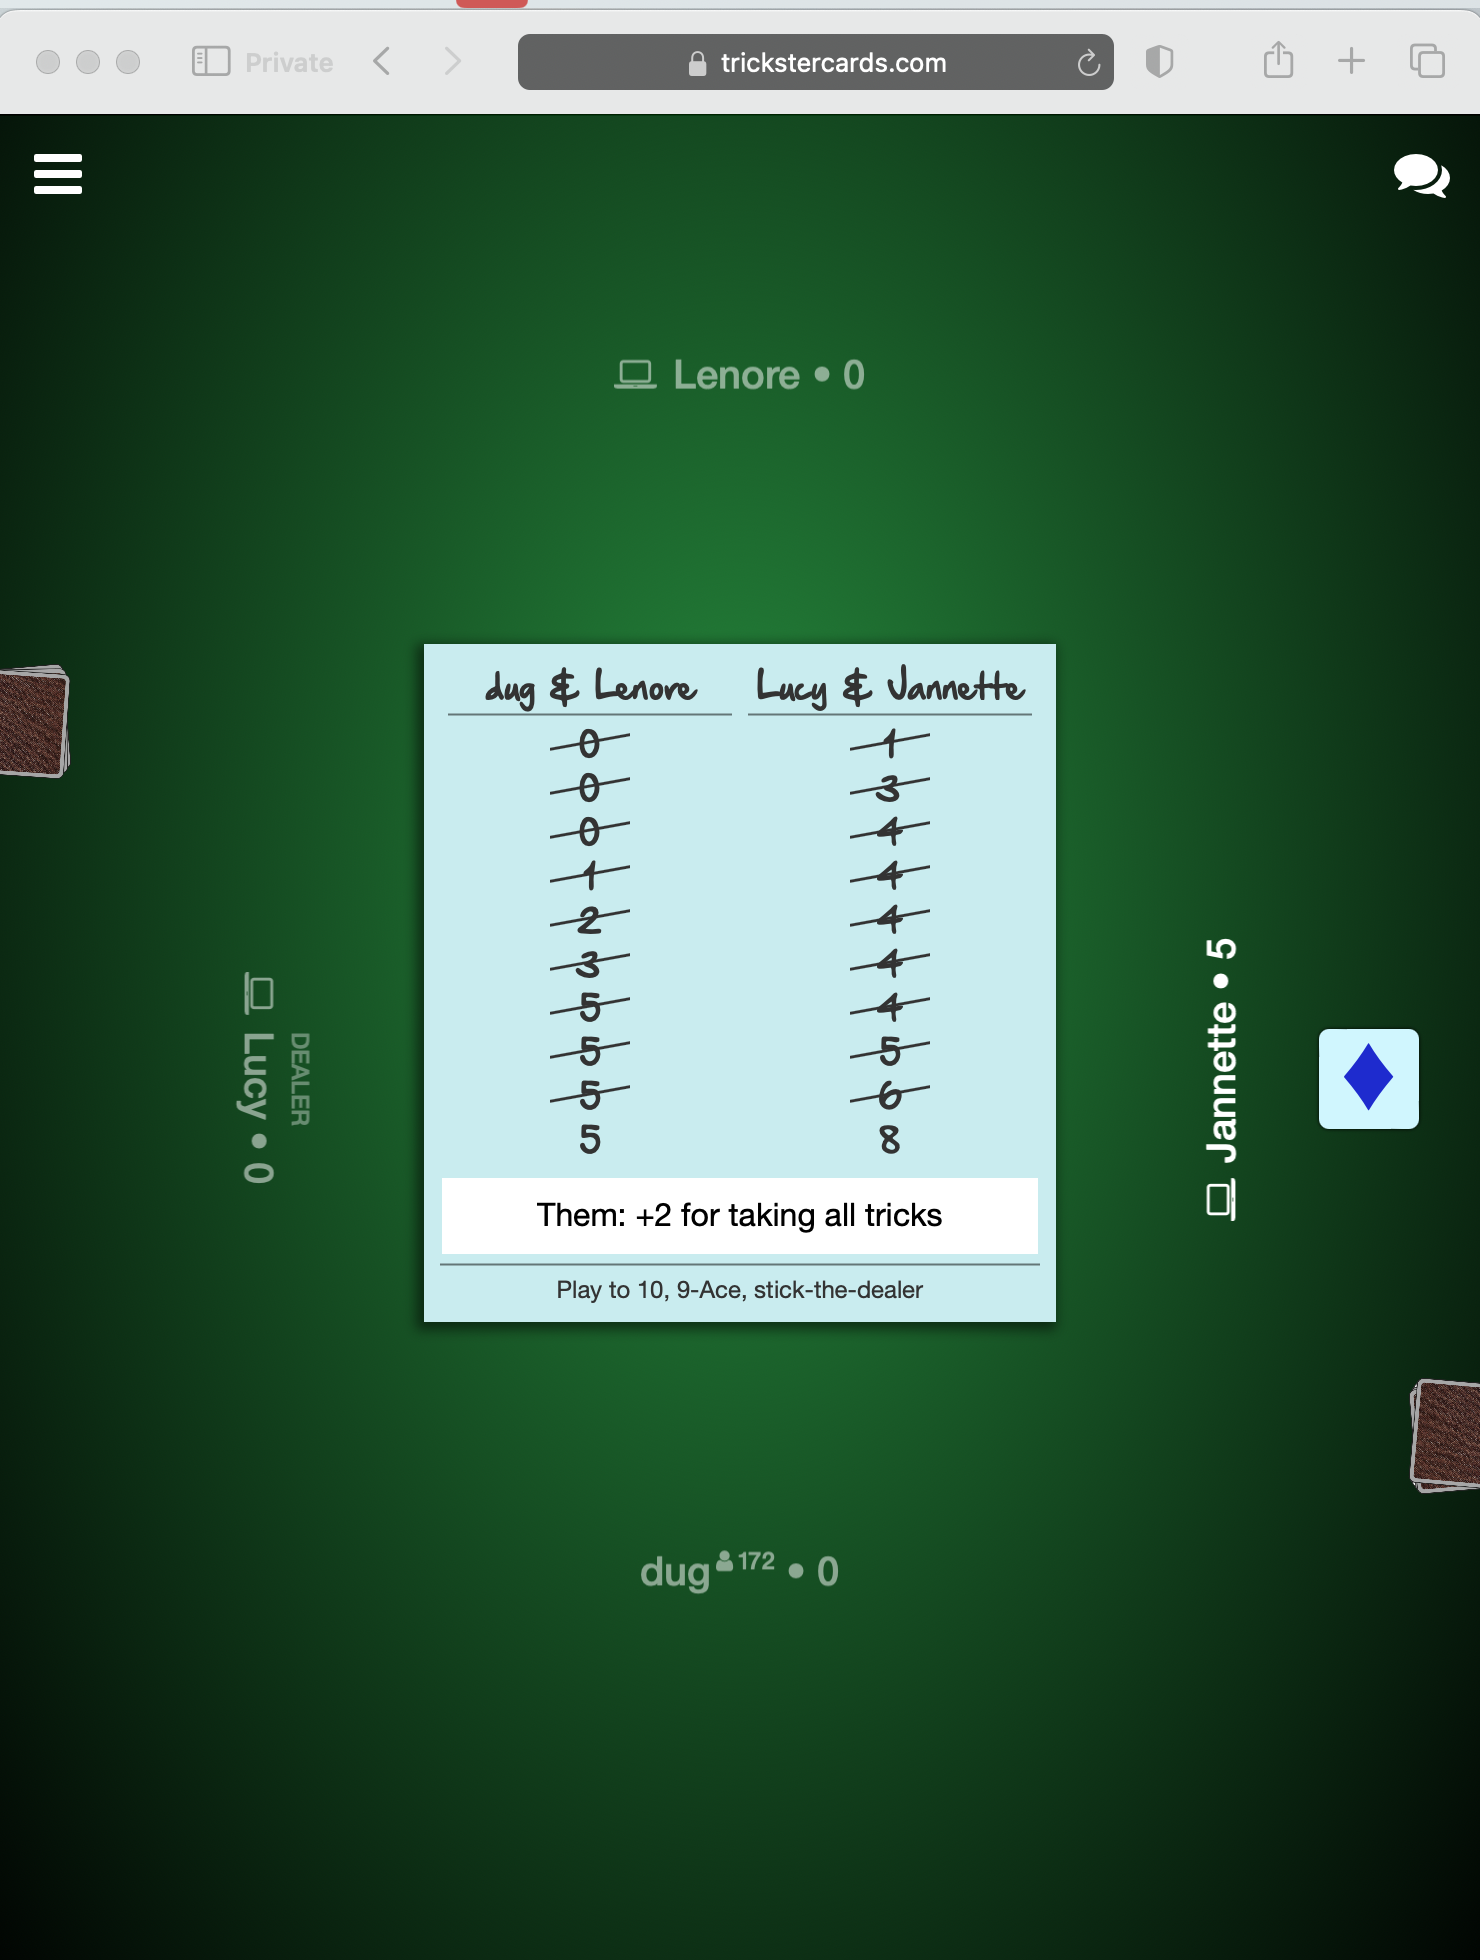 Private
trickstercards.com
Lenore • 0
dug & Lenore Lucy & Jannette
0 1
0 3
0 4
1 4
2 4
3 4
5 4
5 5
5 6
5 8
Them: +2 for taking all tricks
Play to 10, 9-Ace, stick-the-dealer
DEALER
Lucy • 0
Jannette • 5
dug 172 • 0